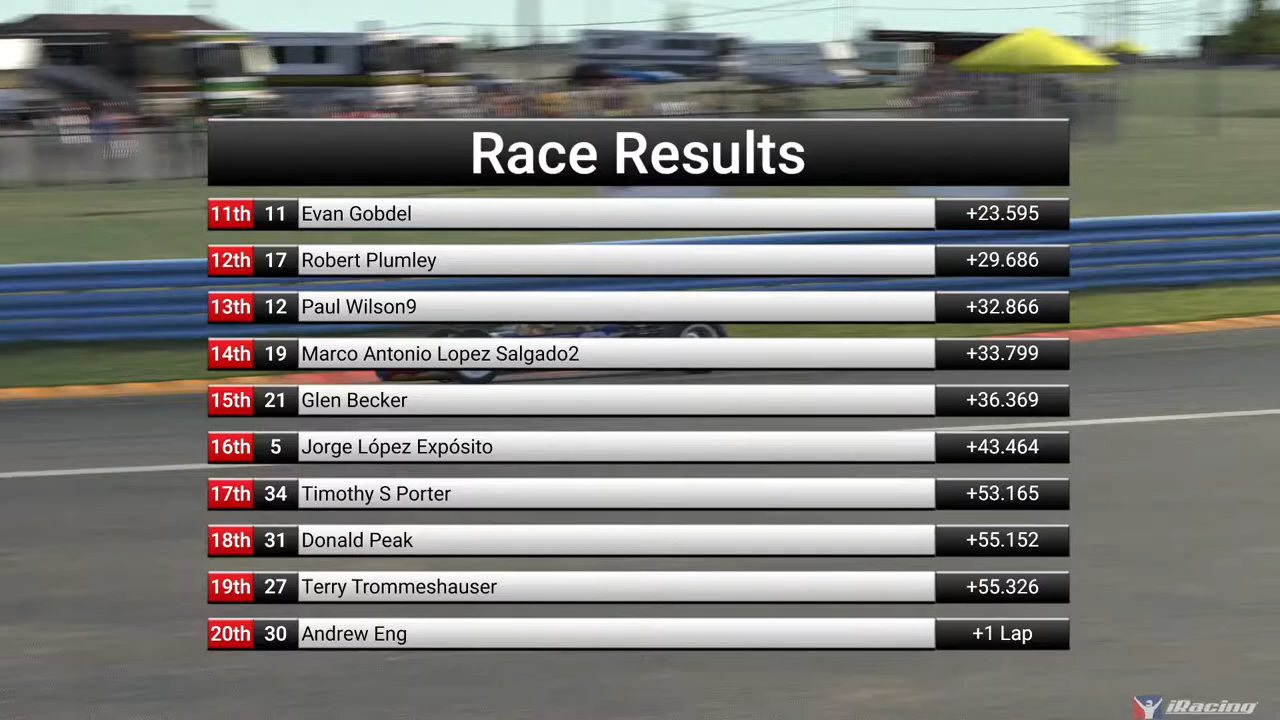 Race Results
11th 11 Evan Gobdel +23.595
12th 17 Robert Plumley +29.686
13th 12 Paul Wilson9 +32.866
14th 19 Marco Antonio Lopez Salgado2 +33.799
15th 21 Glen Becker +36.369
16th 5 Jorge López Expósito +43.464
17th 34 Timothy S Porter +53.165
18th 31 Donald Peak +55.152
19th 27 Terry Trommeshauser +55.326
20th 30 Andrew Eng +1 Lap
iRacing